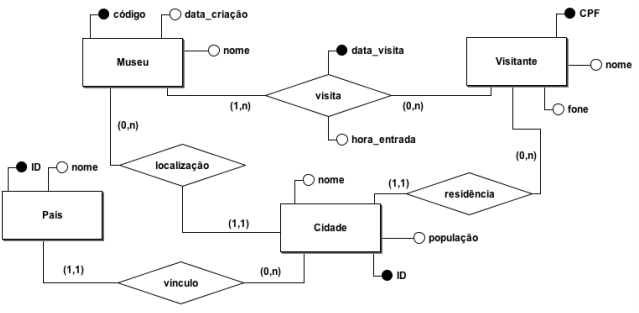 código
data_criação
CPF
nome
data_visita
Museu
Visitante
nome
(1,n)
visita
(0,n)
fone
(0,n)
hora_entrada
(0,n)
ID
nome
localização
nome
(1,1)
residência
País
(1,1)
Cidade
população
(1,1)
vínculo
(0,n)
ID